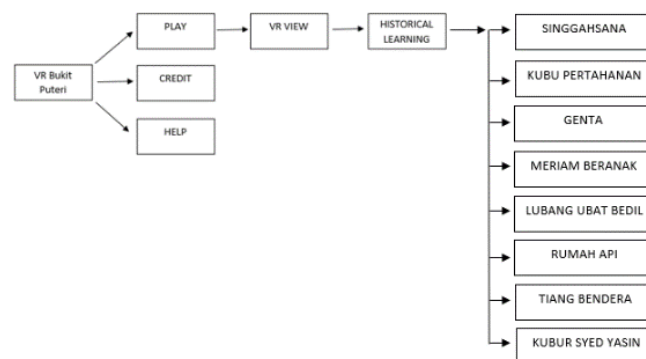 PLAY
VR VIEW
HISTORICAL
LEARNING
VR Bukit
Puteri
CREDIT
HELP
SINGGAHSANA
KUBU PERTAHANAN
GENTA
MERIAM BERANAK
LUBANG UBAT BEDIL
RUMAH API
TIANG BENDERA
KUBUR SYED YASIN